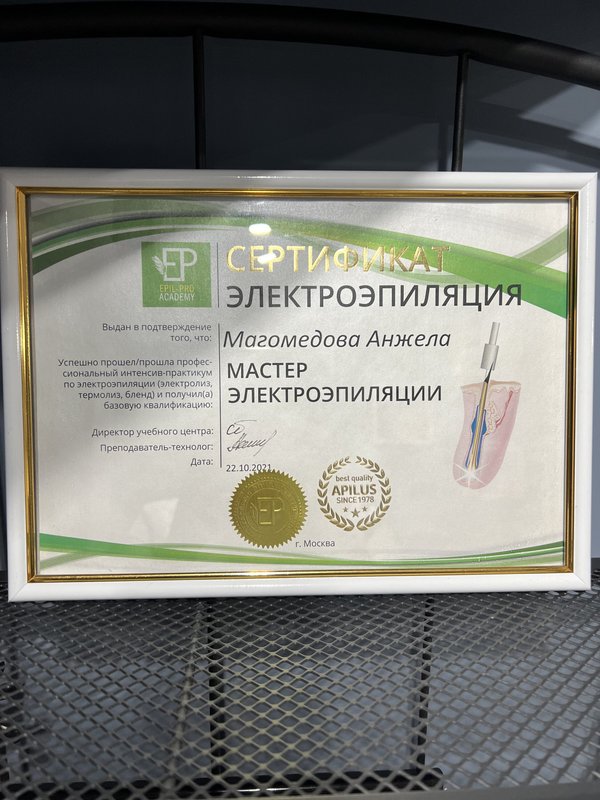 EP
EPIL-PRO
ACADEMY
СЕРТИФИКАТ
ЭЛЕКТРОЭПИЛЯЦИЯ
Выдан в подтверждение
того, что:
Магомедова Анжела
Успешно прошел/прошла профес-
сиональный интенсив-практикум
по электроэпиляции (электролиз,
термолиз, бленд) и получил(а)
базовую квалификацию:
МАСТЕР
ЭЛЕКТРОЭПИЛЯЦИИ
Директор учебного центра:
Преподаватель-технолог:
Дата:
22.10.2021
EP
best quality
APILUS
SINCE 1978
г. Москва